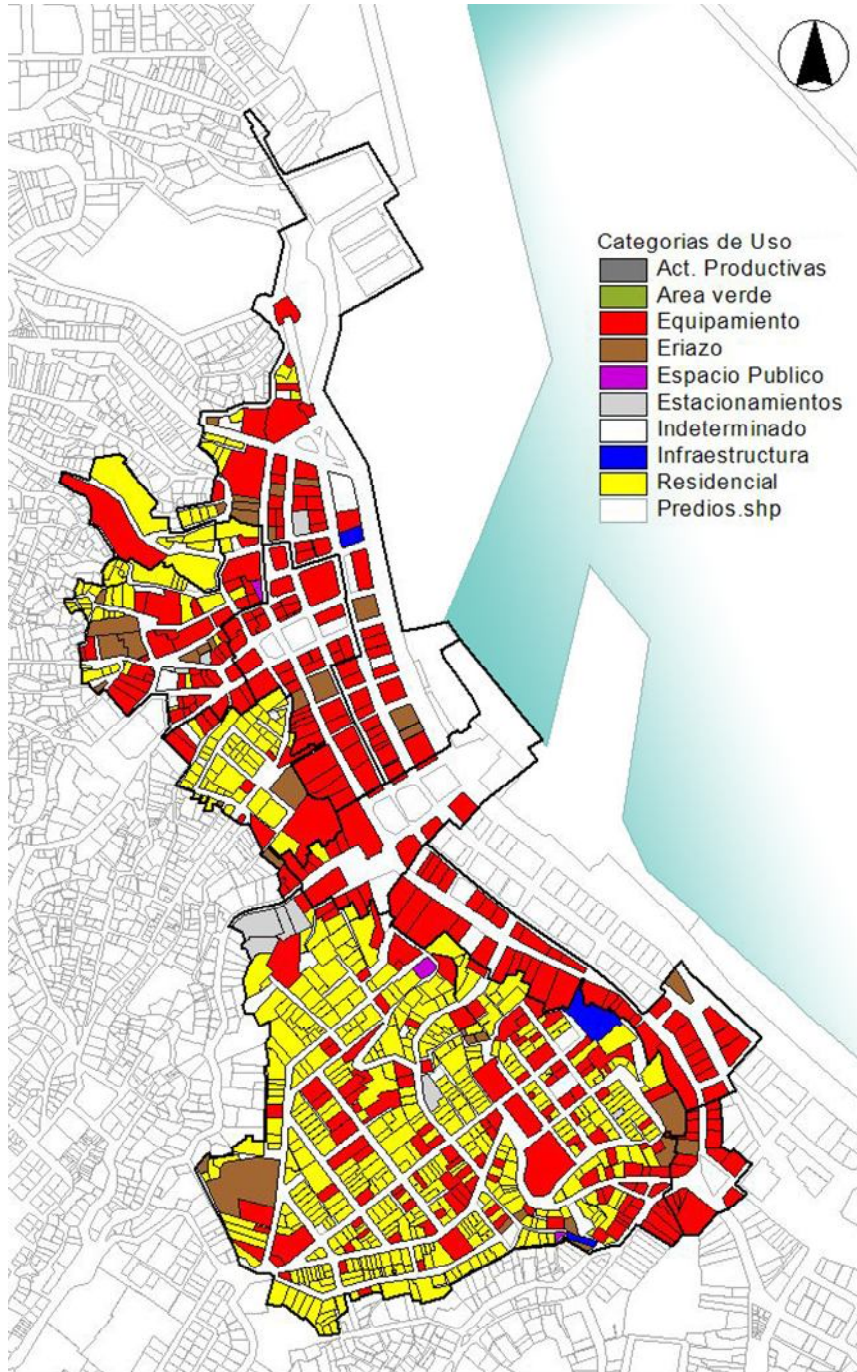 Categorias de Uso
Act. Productivas
Area verde
Equipamiento
Eriazo
Espacio Publico
Estacionamientos
Indeterminado
Infraestructura
Residencial
Predios.shp